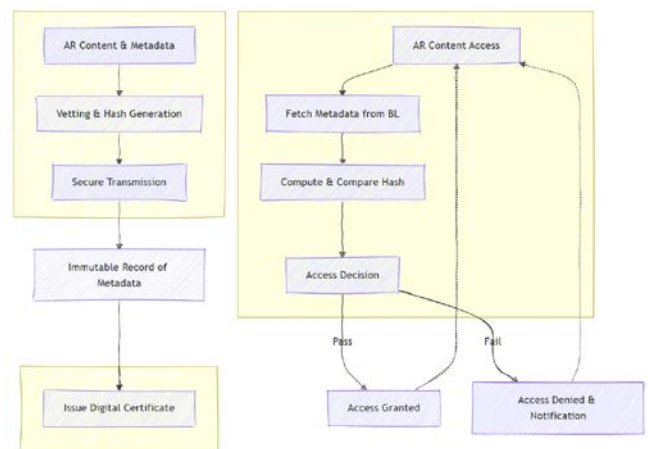 AR Content & Metadata
Vetting & Hash Generation
Secure Transmission
Immutable Record of
Metadata
Issue Digital Certificate
AR Content Access
Fetch Metadata from BL
Compute & Compare Hash
Access Decision
Pass
Fail
Access Granted
Access Denied &
Notification